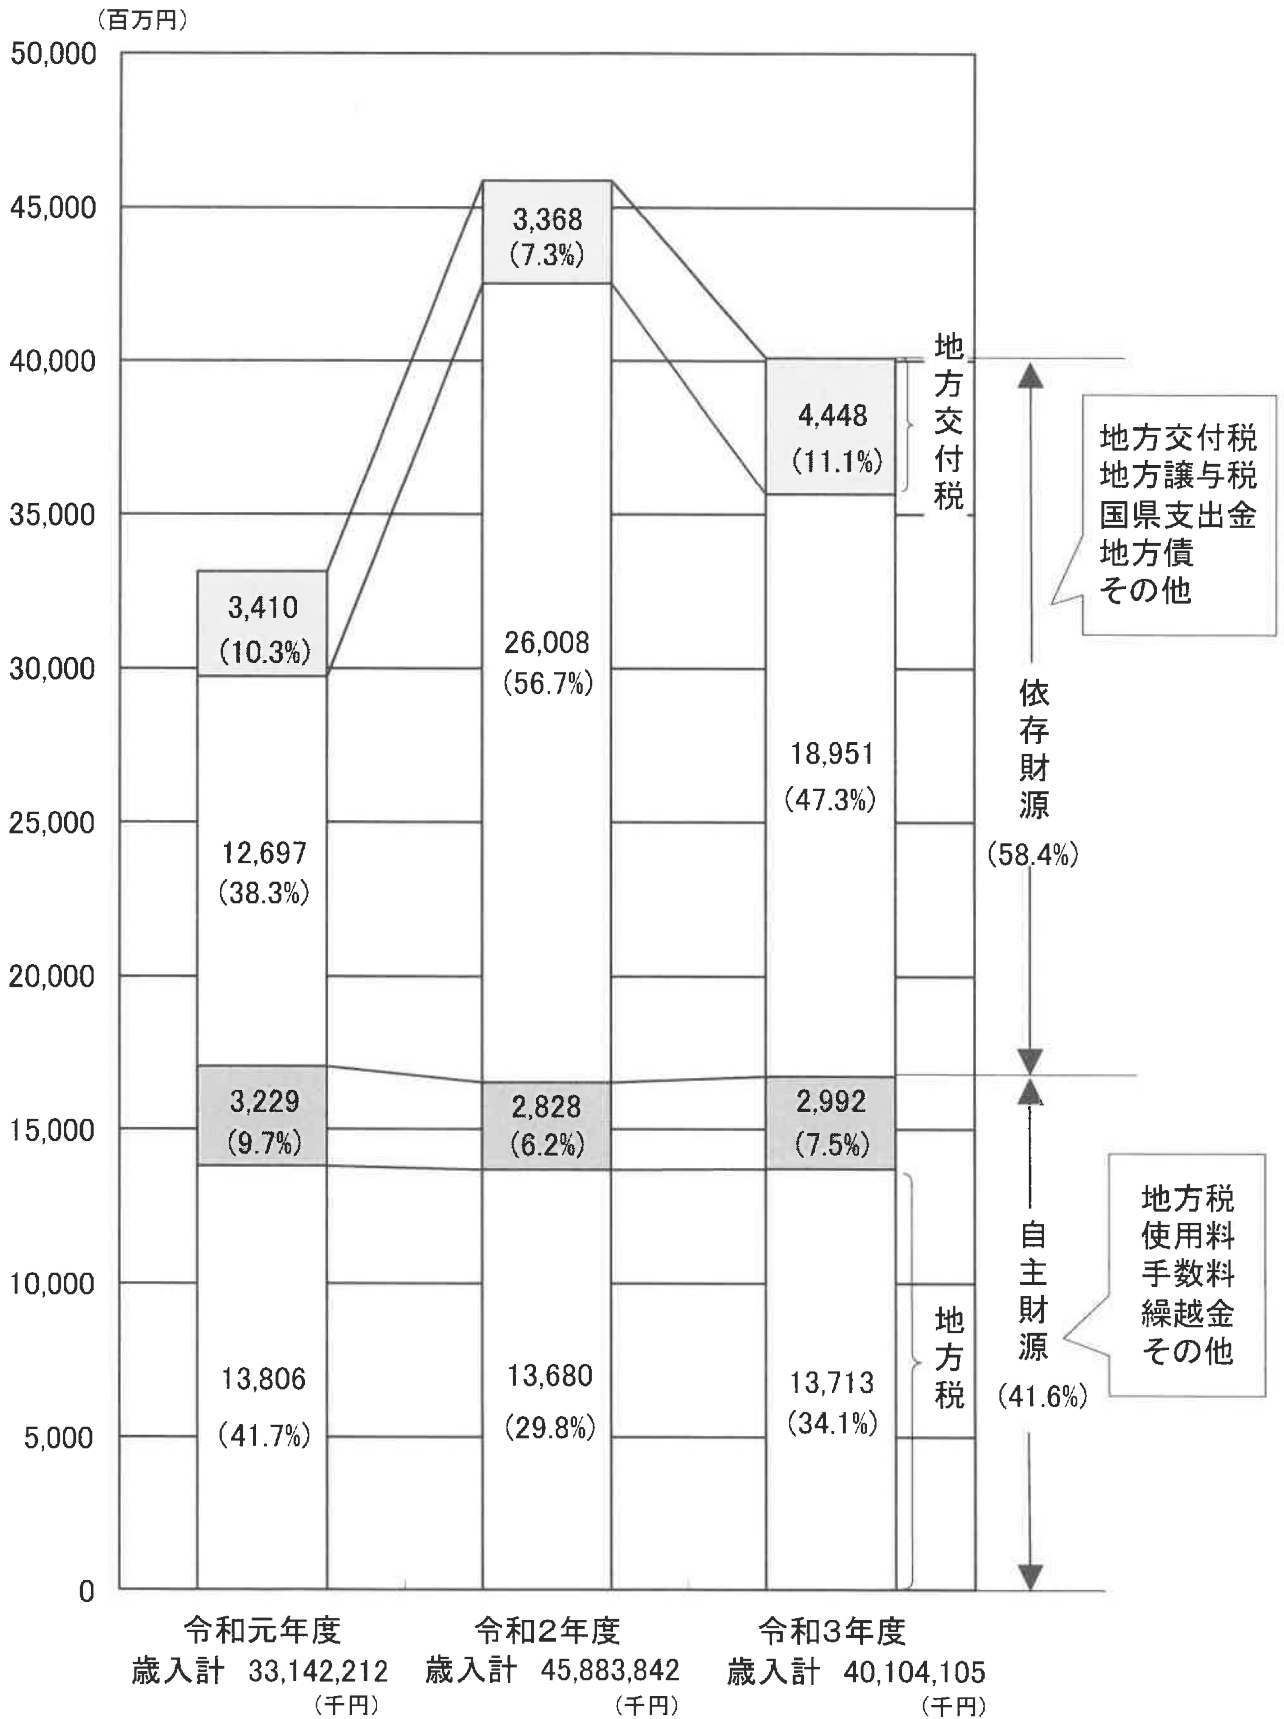 （百万円）
50,000
45,000
40,000
35,000
30,000
25,000
20,000
15,000
10,000
5,000
0
3,410
（10.3%）
12,697
（38.3%）
3,229
（9.7%）
13,806
（41.7%）
3,368
（7.3%）
26,008
（56.7%）
2,828
（6.2%）
13,680
（29.8%）
4,448
（11.1%）
18,951
（47.3%）
2,992
（7.5%）
13,713
（34.1%）
地方交付税
地方税
依存財源
（58.4%）
自主財源
（41.6%）
地方交付税
地方譲与税
国県支出金
地方債
その他
地方税
使用料
手数料
繰越金
その他
令和元年度
歳入計 33,142,212
（千円）
令和２年度
歳入計 45,883,842
（千円）
令和３年度
歳入計 40,104,105
（千円）